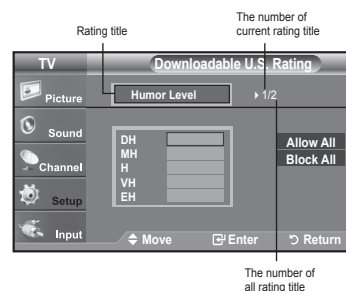 The number of
current rating title
Rating title
TV
Downloadable U.S. Rating
Picture
Humor Level
1/2
Sound
DH
MH
H
VH
EH
Allow All
Block All
Channel
Setup
Input
Move
Enter
Return
The number of
all rating title